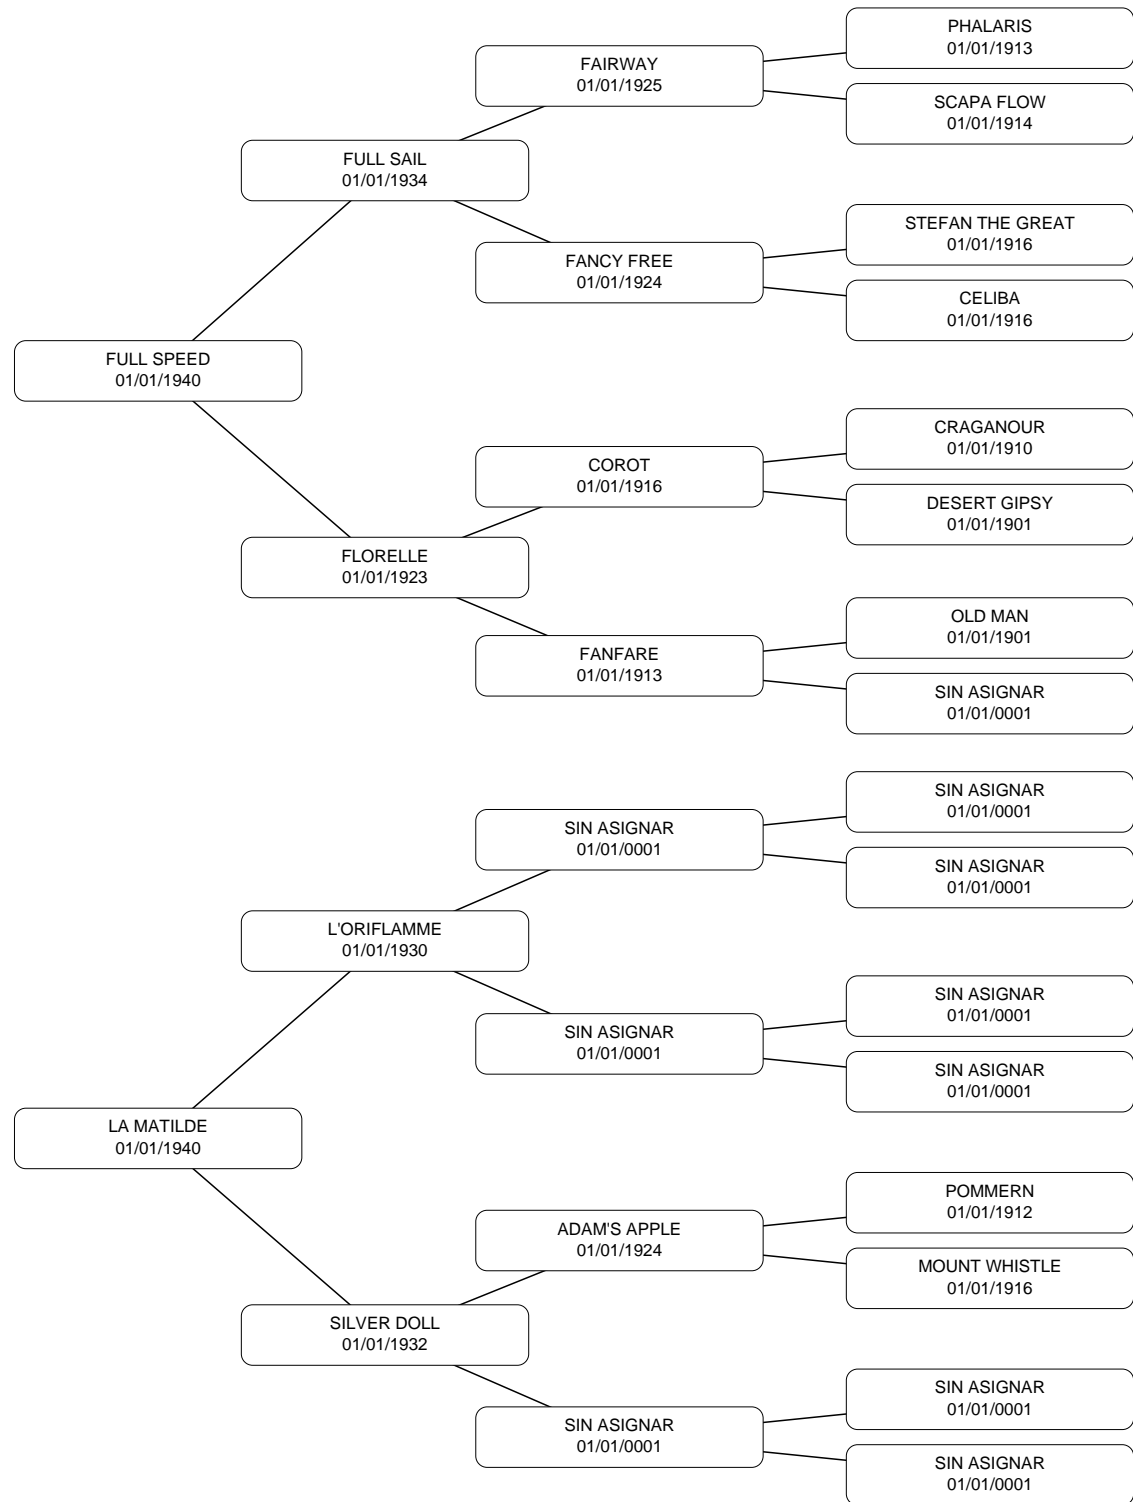 PHALARIS
01/01/1913
FAIRWAY
01/01/1925
SCAPA FLOW
01/01/1914
FULL SAIL
01/01/1934
STEFAN THE GREAT
01/01/1916
FANCY FREE
01/01/1924
CELIBA
01/01/1916
FULL SPEED
01/01/1940
CRAGANOUR
01/01/1910
COROT
01/01/1916
DESERT GIPSY
01/01/1901
FLORELLE
01/01/1923
OLD MAN
01/01/1901
FANFARE
01/01/1913
SIN ASIGNAR
01/01/0001
SIN ASIGNAR
01/01/0001
SIN ASIGNAR
01/01/0001
SIN ASIGNAR
01/01/0001
L'ORIFLAMME
01/01/1930
SIN ASIGNAR
01/01/0001
SIN ASIGNAR
01/01/0001
SIN ASIGNAR
01/01/0001
LA MATILDE
01/01/1940
POMMERN
01/01/1912
ADAM'S APPLE
01/01/1924
MOUNT WHISTLE
01/01/1916
SILVER DOLL
01/01/1932
SIN ASIGNAR
01/01/0001
SIN ASIGNAR
01/01/0001
SIN ASIGNAR
01/01/0001